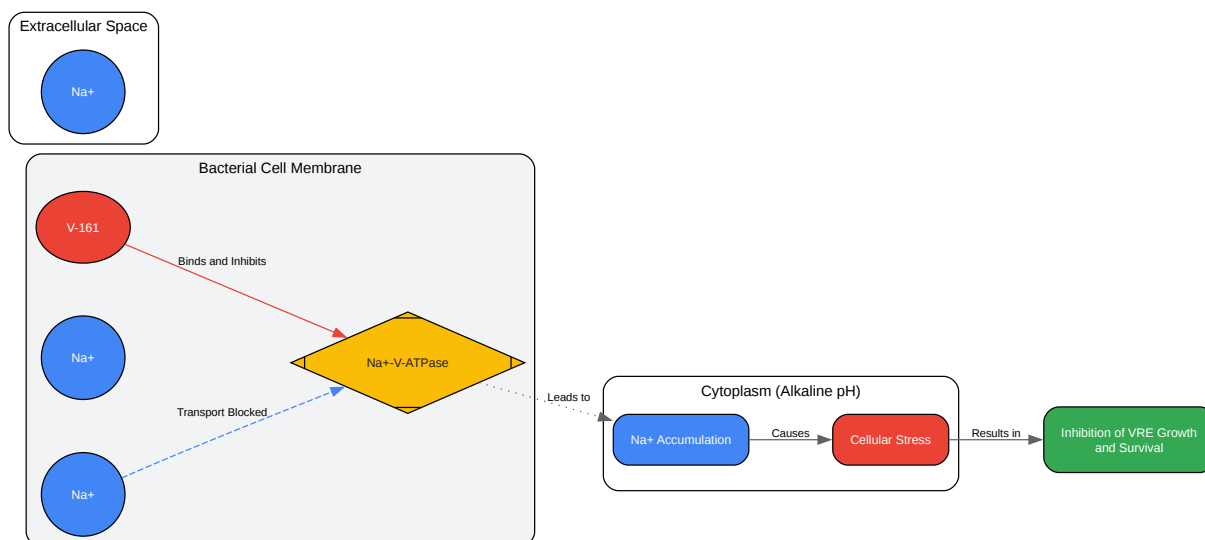 Extracellular Space
Na+
Bacterial Cell Membrane
V-161
Binds and Inhibits
Na+
Na+-V-ATPase
Transport Blocked
Na+
Leads to
Cytoplasm (Alkaline pH)
Na+ Accumulation
Causes
Cellular Stress
Results in
Inhibition of VRE Growth
and Survival